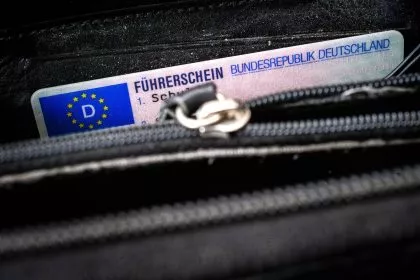 FÜHRERSCHEIN BUNDESREPUBLIK DEUTSCHLAND
D
1.